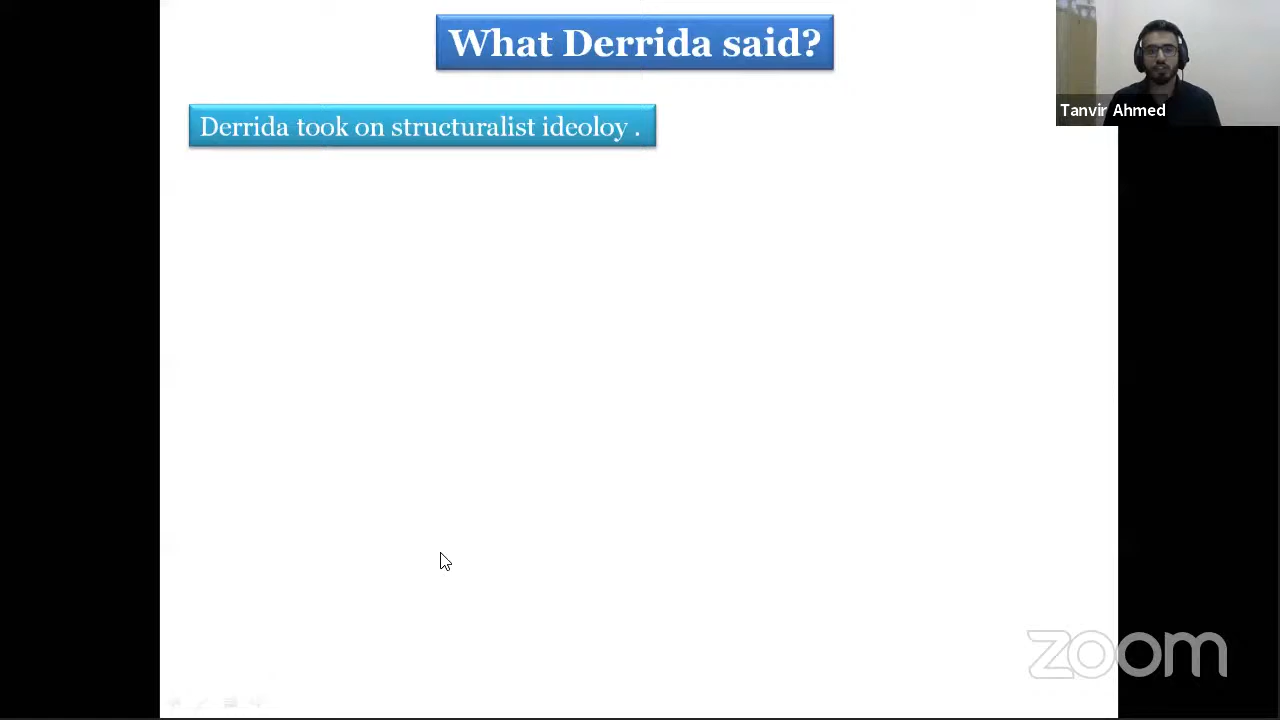 What Derrida said?
Tanvir Ahmed
Derrida took on structuralist ideoloy .
zoom